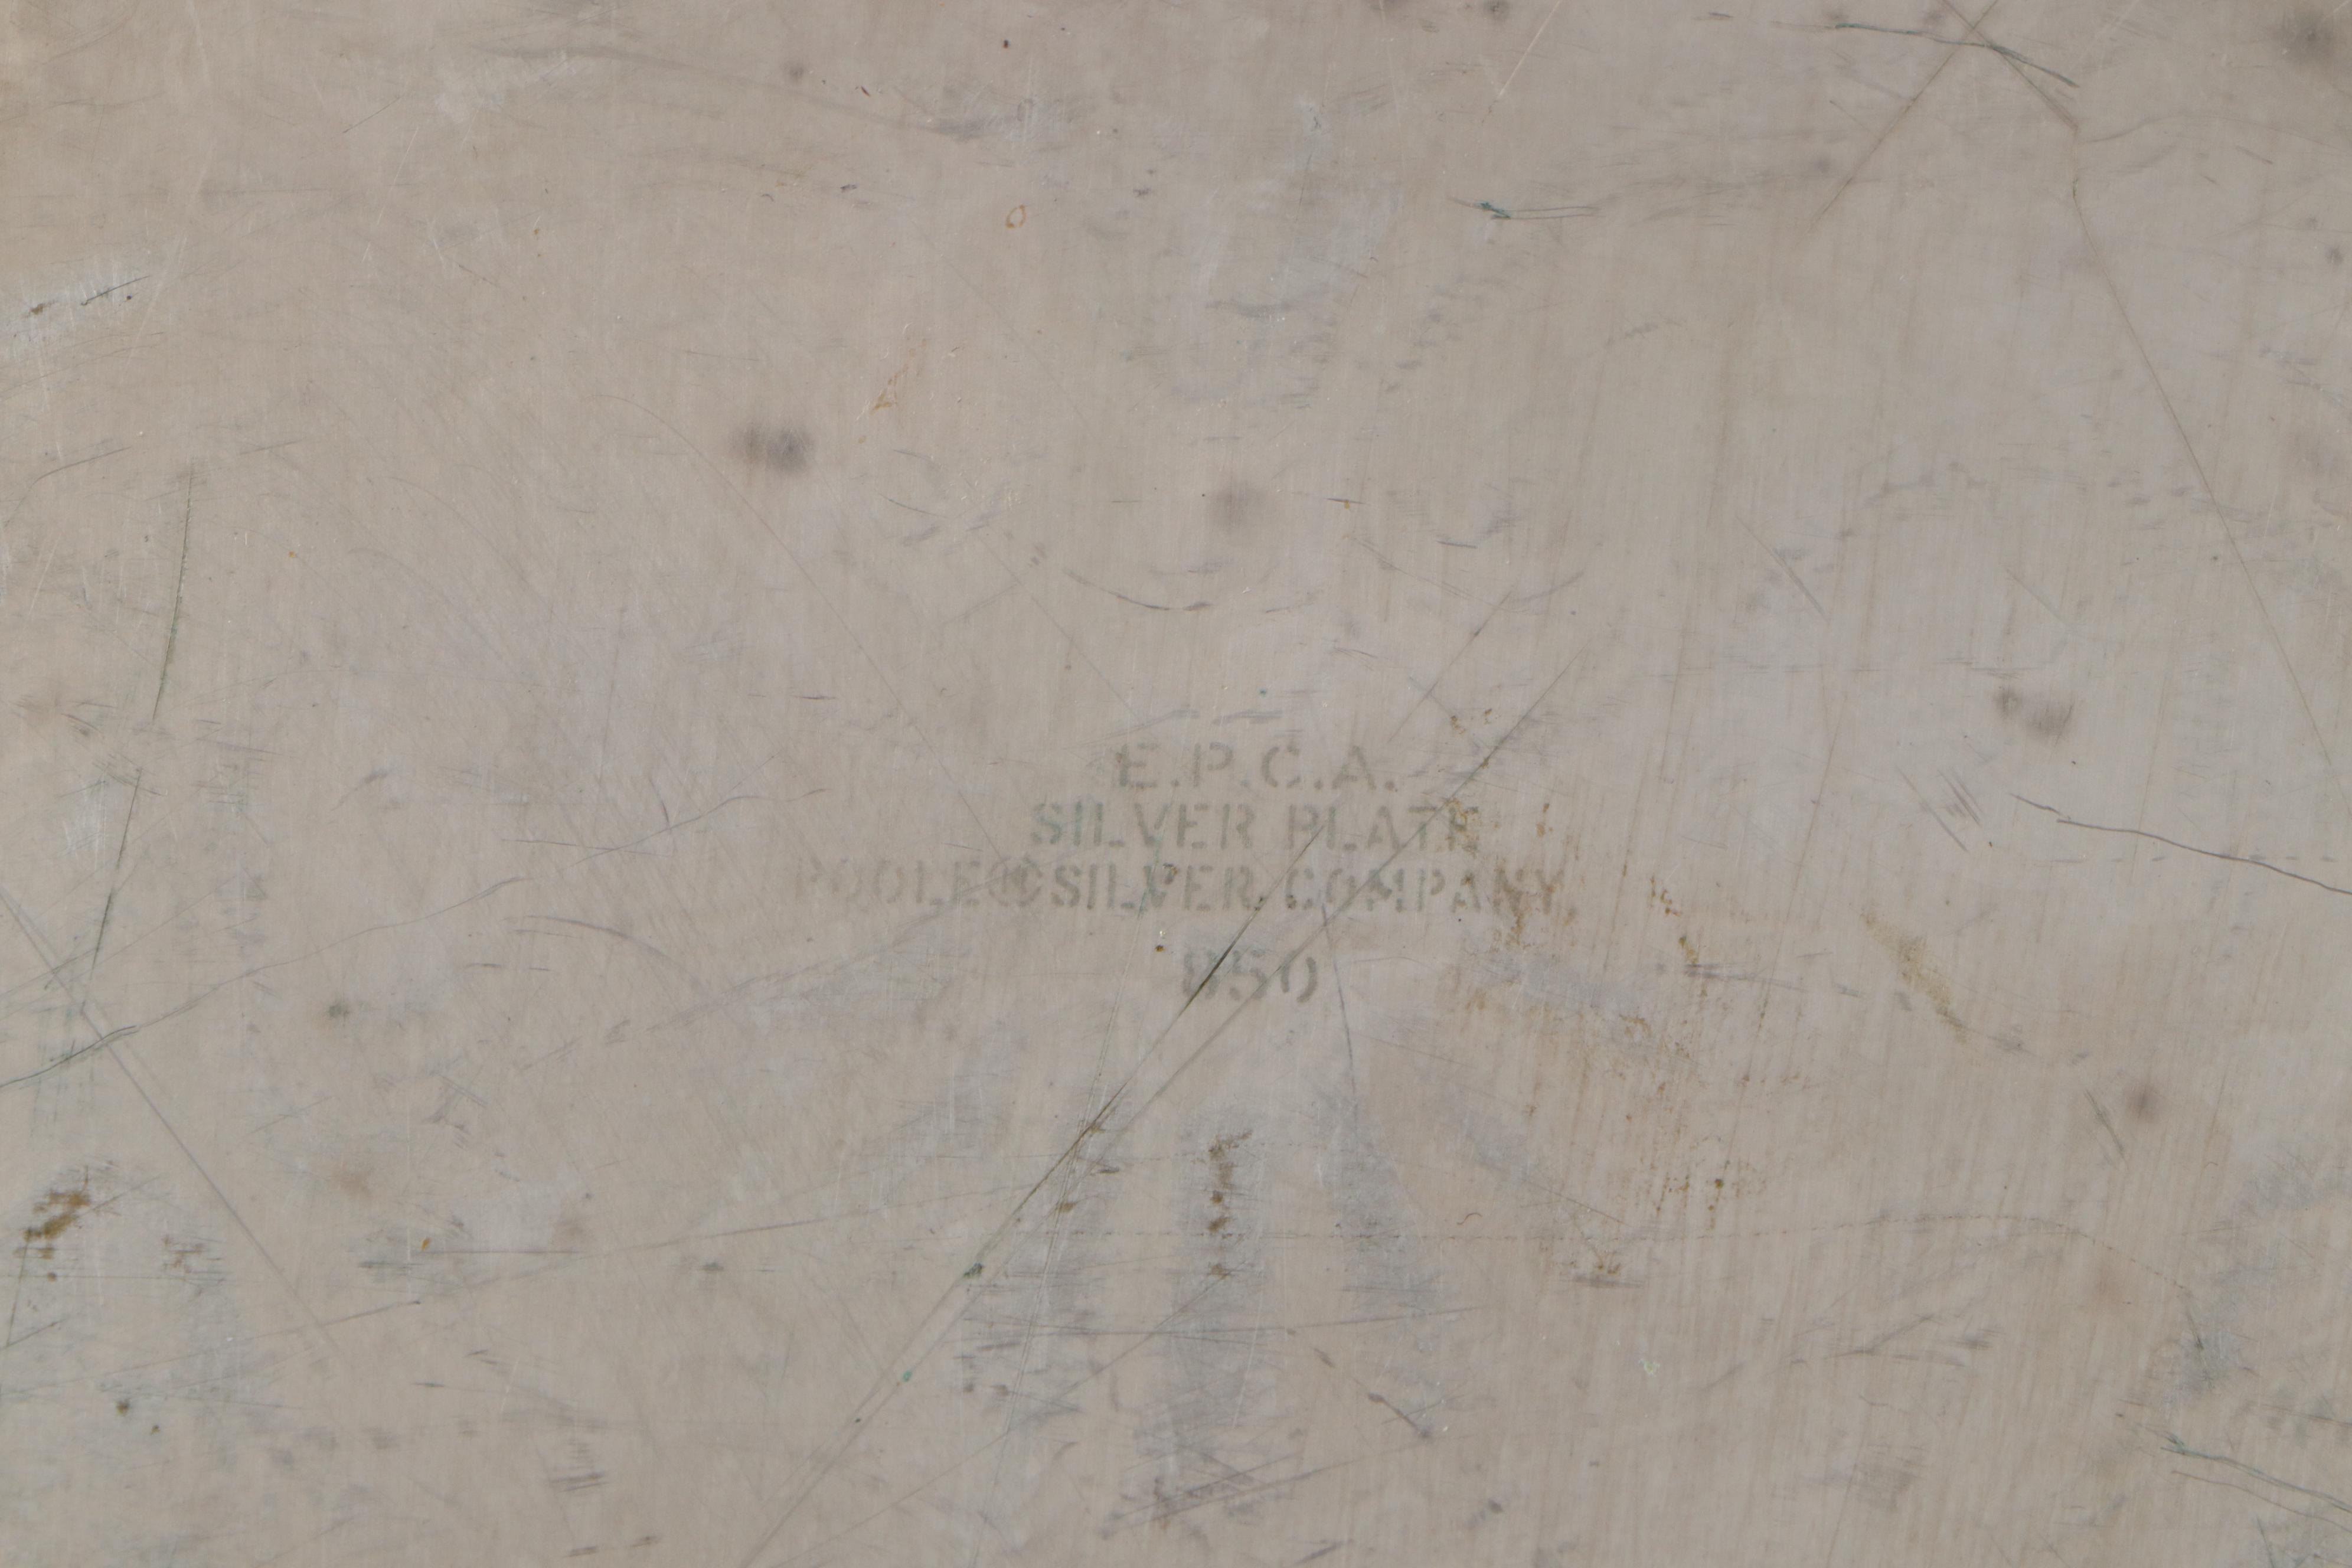 E.P.C.A.
SILVER PLATE
POOLE SILVER COMPANY
850